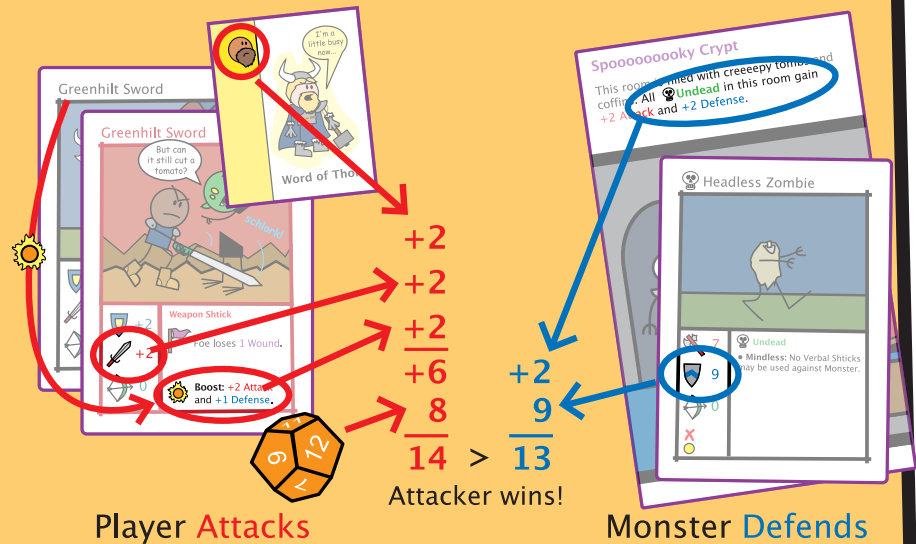 Greenhilt Sword
Greenhilt Sword
But can
it still cut a
tomato?
schlork!
+2
+2
0
Weapon Shtick
Foe loses 1 Wound.
Boost: +2 Attack
and +1 Defense.
I'm a
little busy
now...
Word of Tho
9
12
7
11
+2
+2
+2
+6
8
14 > 13
+2
9
Attacker wins!
Player Attacks
Spooooooooky Crypt
This room is filled with creeeepy tombs and
coffins. All Undead in this room gain
+2 Attack and +2 Defense.
Headless Zombie
7
9
0
X
Undead
• Mindless: No Verbal Shticks
may be used against Monster.
Monster Defends